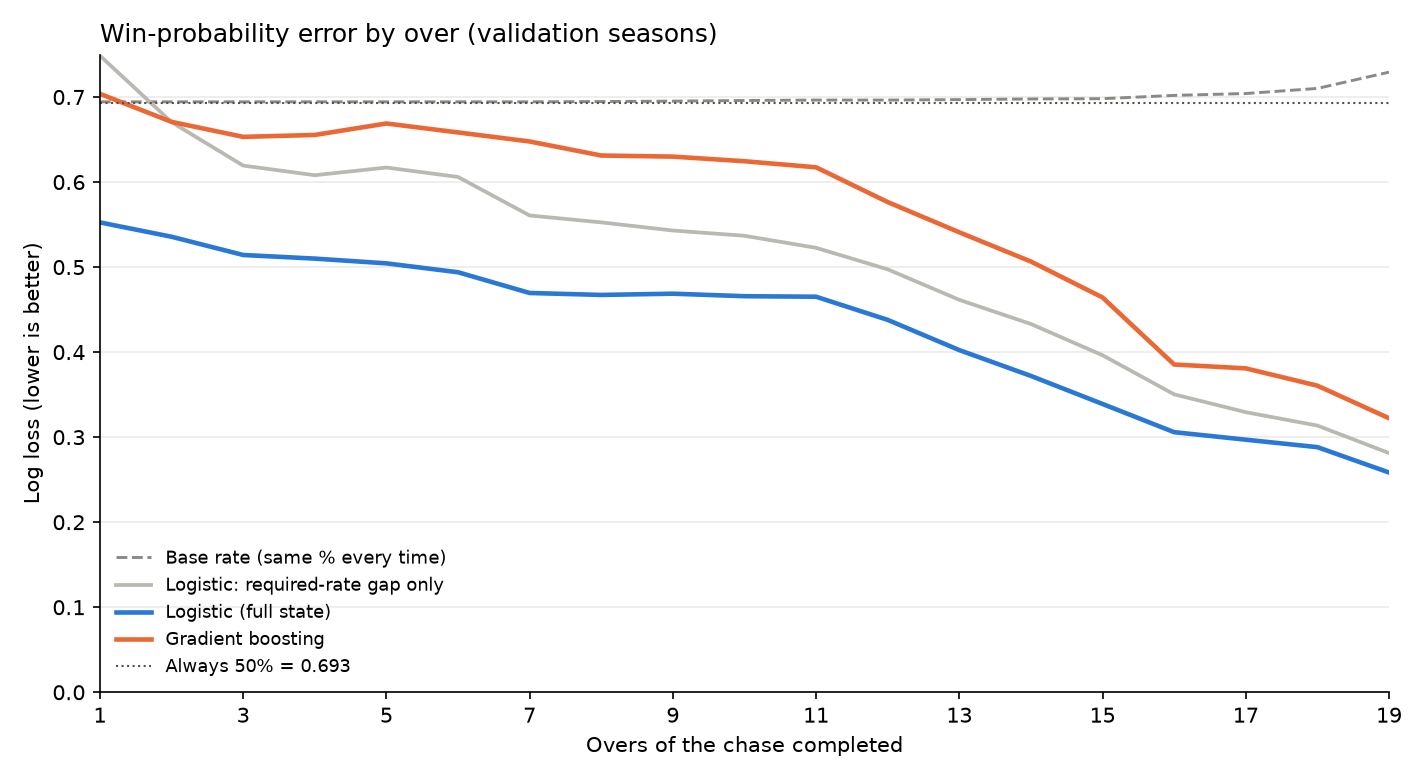 Win-probability error by over (validation seasons)
Log loss (lower is better)
0.7
0.6
0.5
0.4
0.3
0.2
0.1
0.0
Base rate (same % every time)
Logistic: required-rate gap only
Logistic (full state)
Gradient boosting
Always 50% = 0.693
1 3 5 7 9 11 13 15 17 19
Overs of the chase completed